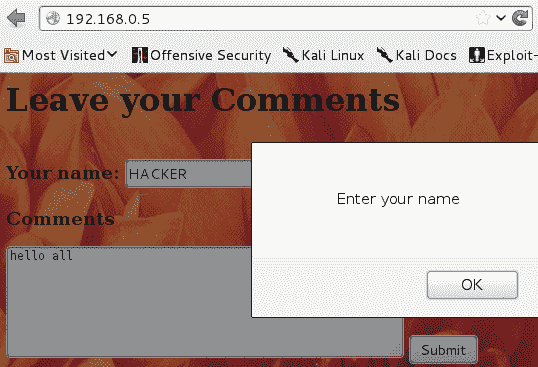 192.168.0.5
Most Visited Offensive Security Kali Linux Kali Docs Exploit-
Leave your Comments
Your name: HACKER
Enter your name
Comments
hello all
OK
Submit